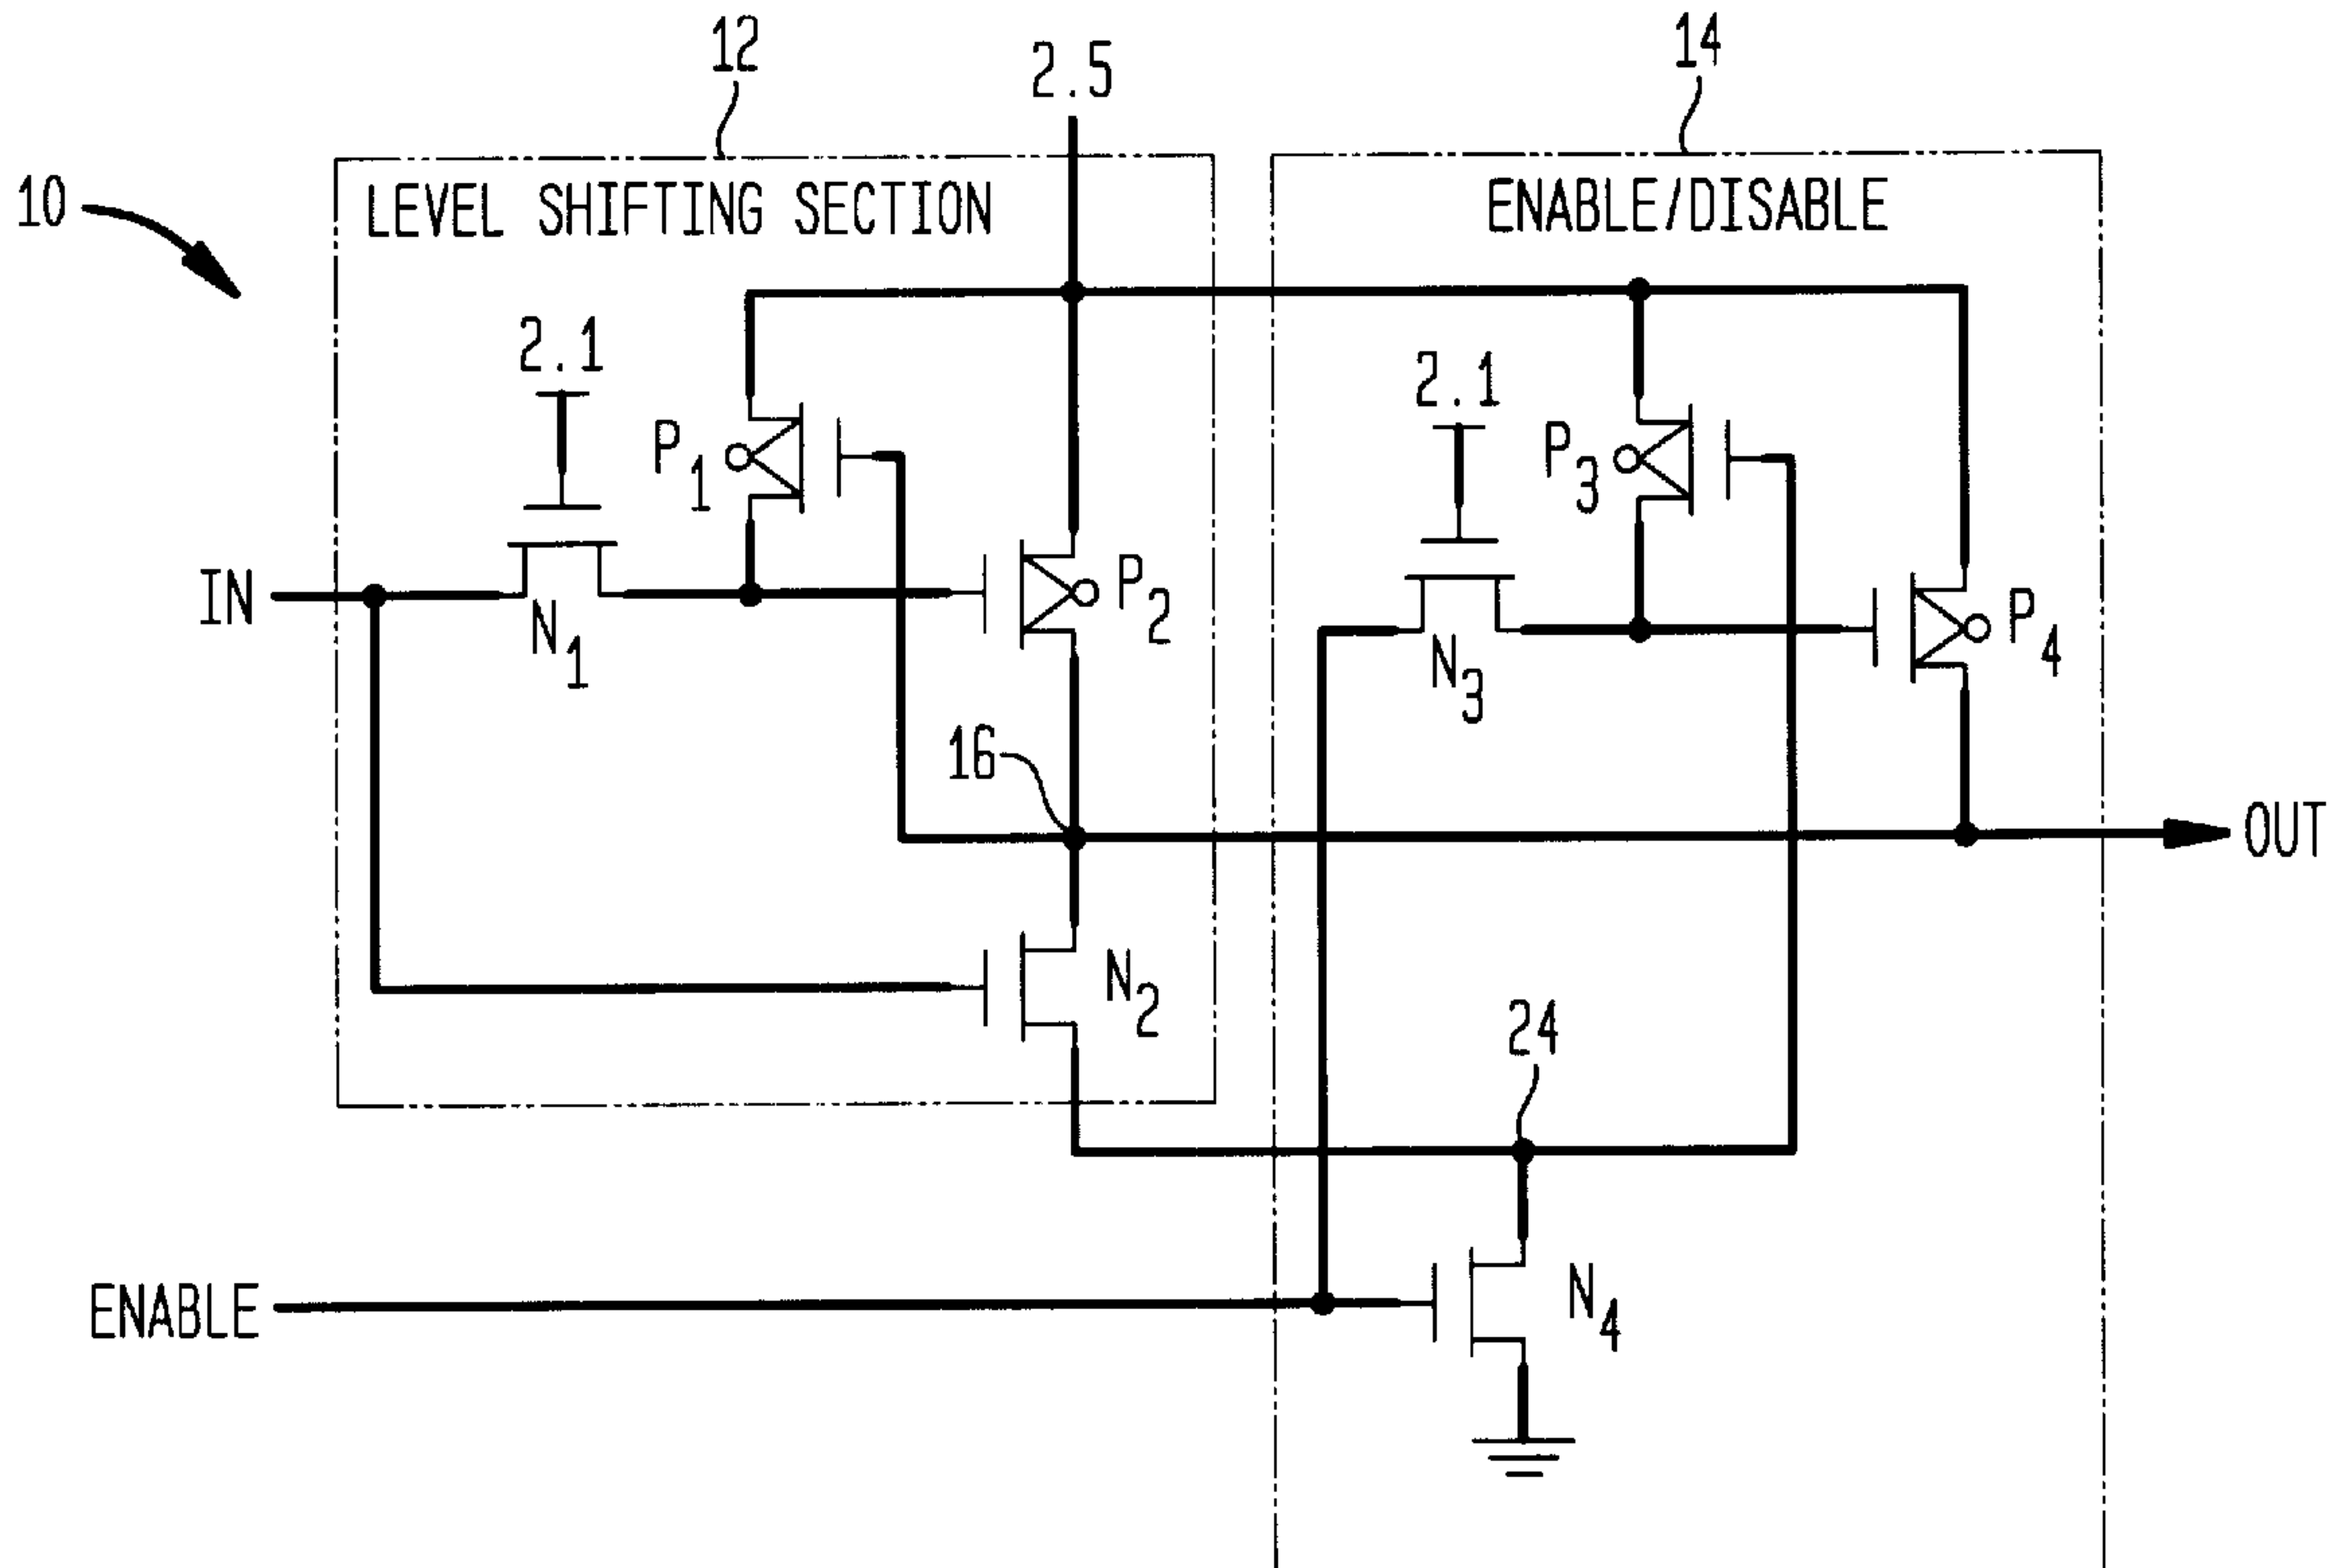 12
2.5
14
10
LEVEL SHIFTING SECTION
ENABLE/DISABLE
2.1
2.1
P1
P3
IN
N1
P2
N3
P4
16
OUT
N2
24
ENABLE
N4